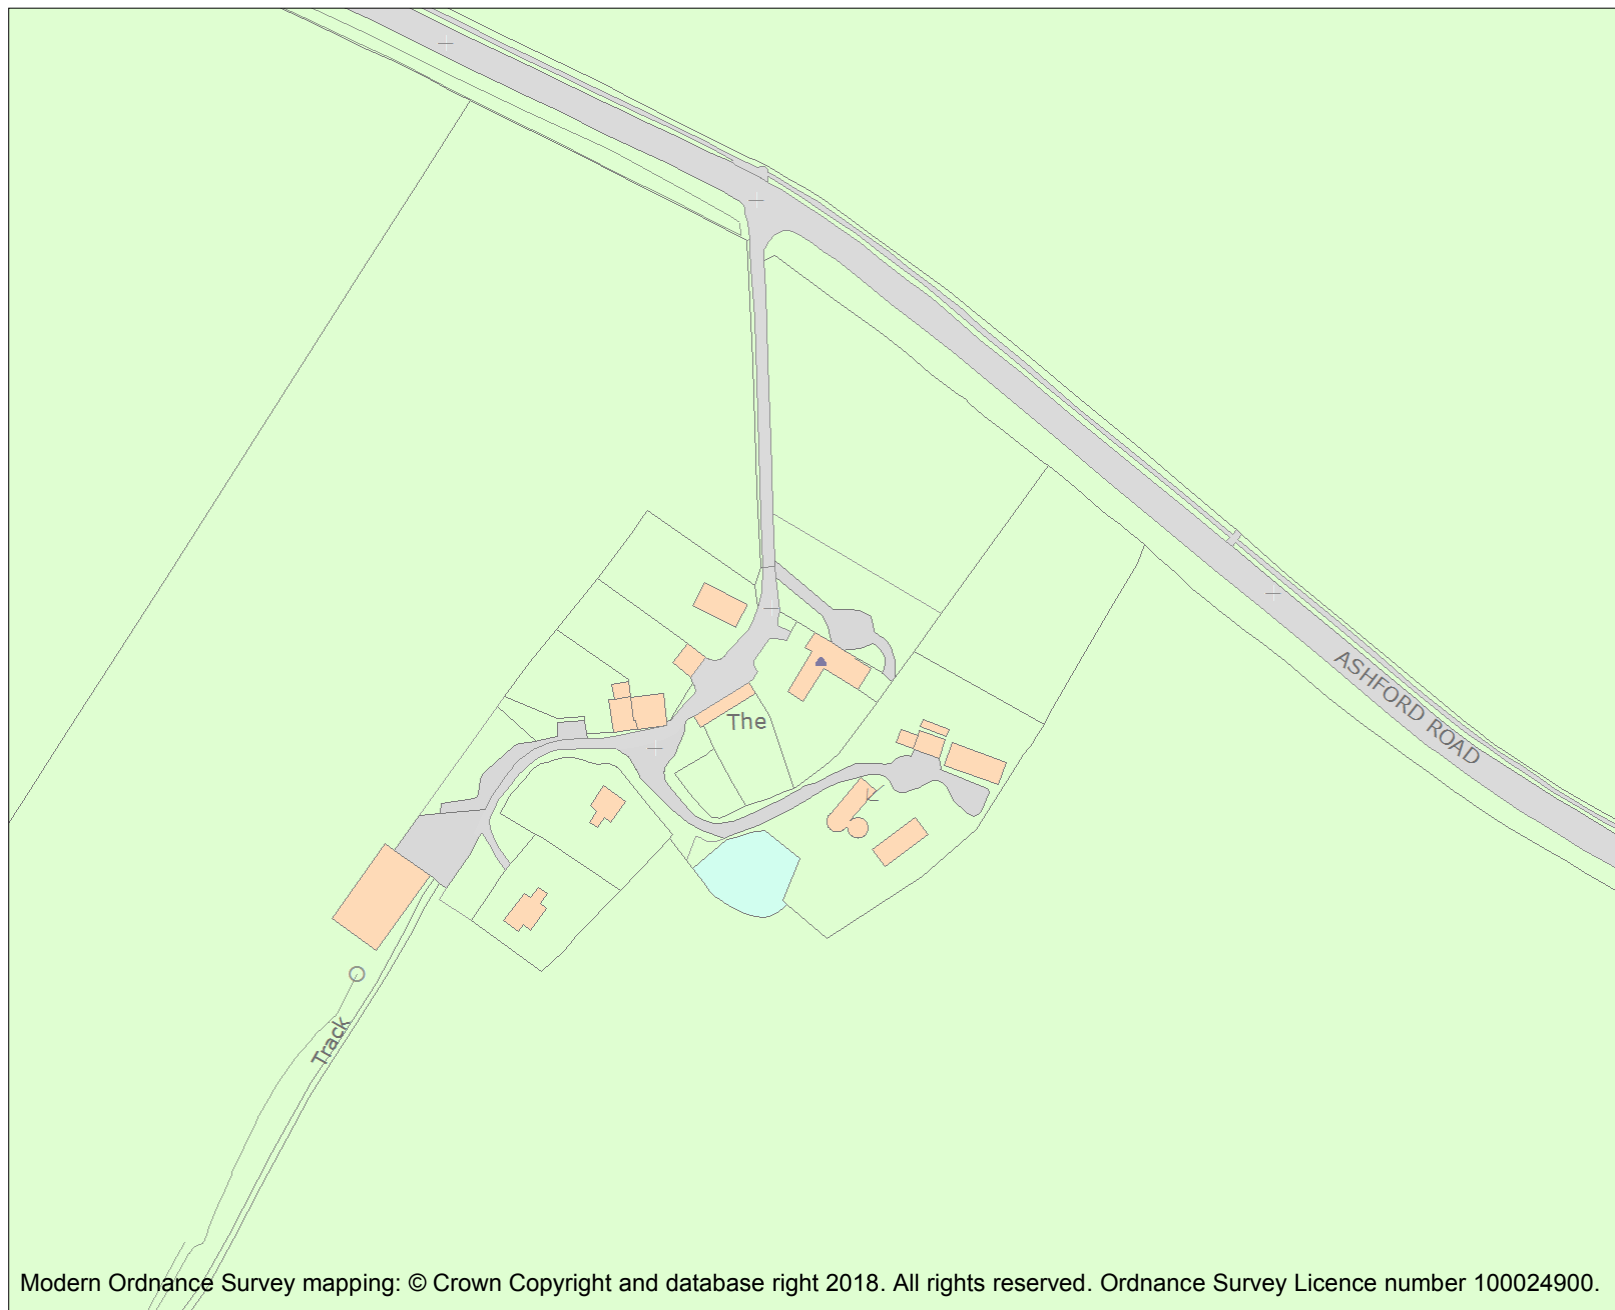 ASHFORD ROAD
The
Track
Modern Ordnance Survey mapping: © Crown Copyright and database right 2018. All rights reserved. Ordnance Survey Licence number 100024900.